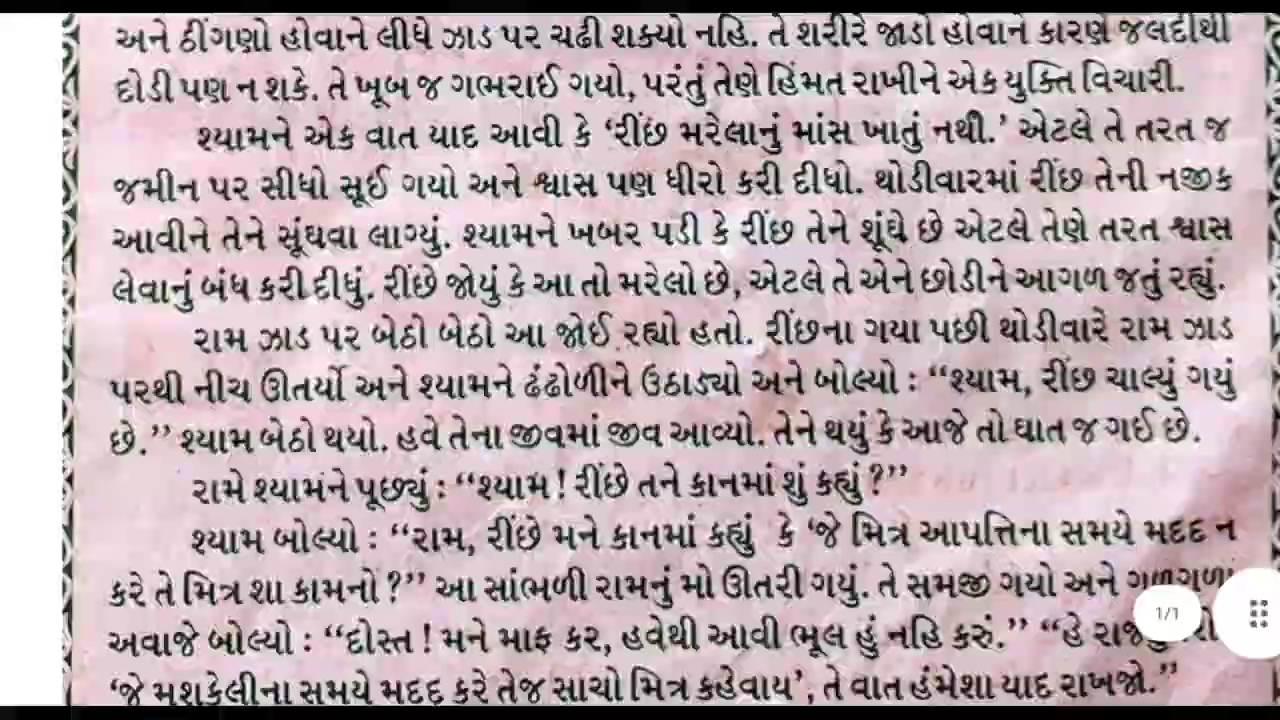 અને ઠીંગણો હોવાને લીધે ઝાડ પર ચઢી શક્યો નહિ. તે શરીરે જાડો હોવાને કારણે જલદીથી
દોડી પણ ન શકે. તે ખૂબ જ ગભરાઈ ગયો, પરંતું તેણે હિંમત રાખીને એક યુક્તિ વિચારી.
શ્યામને એક વાત યાદ આવી કે ‘રીંછ મરેલાનું માંસ ખાતું નથી.’ એટલે તે તરત જ
જમીન પર સીધો સૂઈ ગયો અને શ્વાસ પણ ધીરો કરી દીધો. થોડીવારમાં રીંછ તેની નજીક
આવીને તેને સૂંઘવા લાગ્યું. શ્યામને ખબર પડી કે રીંછ તેને શૂંઘે છે એટલે તેણે તરત શ્વાસ
લેવાનું બંધ કરી દીધું. રીંછે જોયું કે આ તો મરેલો છે, એટલે તે એને છોડીને આગળ જતું રહ્યું.
રામ ઝાડ પર બેઠો બેઠો આ જોઈ રહ્યો હતો. રીંછના ગયા પછી થોડીવારે રામ ઝાડ
પરથી નીચ ઊતર્યો અને શ્યામને ઢંઢોળીને ઉઠાડ્યો અને બોલ્યો : “શ્યામ, રીંછ ચાલ્યું ગયું
છે.” શ્યામ બેઠો થયો. હવે તેના જીવમાં જીવ આવ્યો. તેને થયું કે આજે તો ઘાત જ ગઈ છે.
રામે શ્યામને પૂછ્યું : “શ્યામ ! રીંછે તને કાનમાં શું કહ્યું ?”
શ્યામ બોલ્યો : “રામ, રીંછે મને કાનમાં કહ્યું કે ‘જે મિત્ર આપત્તિના સમયે મદદ ન
કરે તે મિત્ર શા કામનો ?” આ સાંભળી રામનું મો ઊતરી ગયું. તે સમજી ગયો અને ગળગળા
અવાજે બોલ્યો : “દોસ્ત ! મને માફ કર, હવેથી આવી ભૂલ હું નહિ કરું.” “હે
‘જે મશકેલીના સમયે મદદ કરે તેજ સાચો મિત્ર કહેવાય’, તે વાત હંમેશા યાદ રાખજો.”
1/1